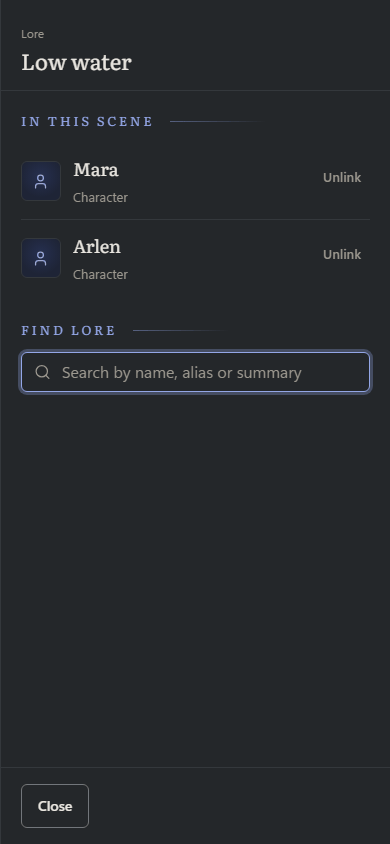 Lore
Low water
IN THIS SCENE
Mara
Unlink
Character
Arlen
Unlink
Character
FIND LORE
Search by name, alias or summary
Close